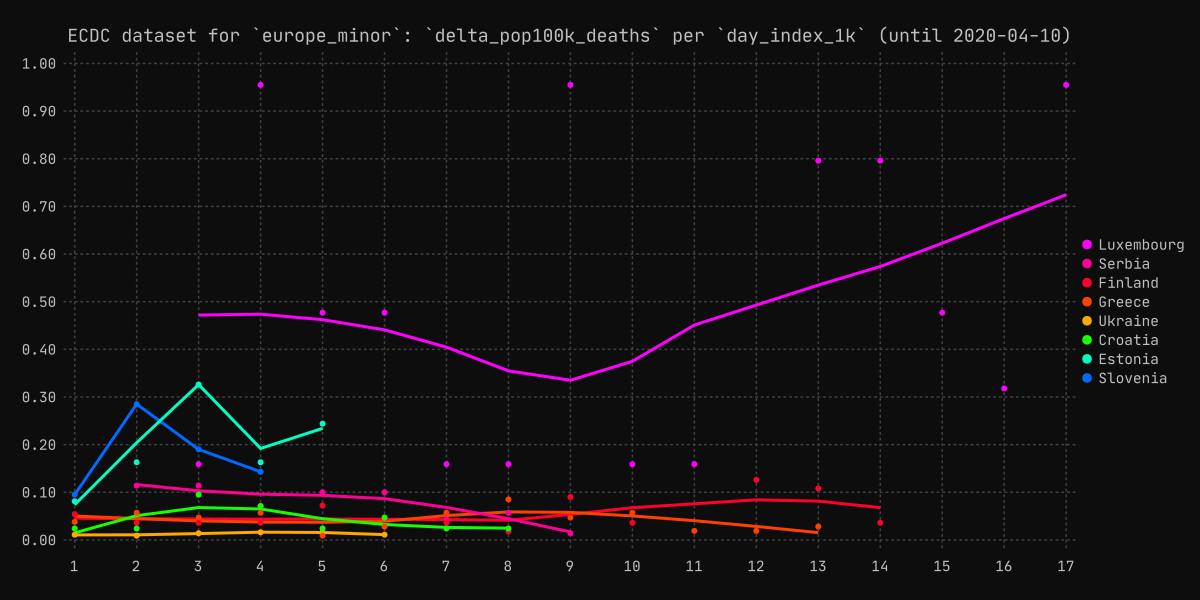 ECDC dataset for `europe_minor`: `delta_pop100k_deaths` per `day_index_1k` (until 2020-04-10)
1.00
0.90
0.80
0.70
0.60
0.50
0.40
0.30
0.20
0.10
0.00
1 2 3 4 5 6 7 8 9 10 11 12 13 14 15 16 17
Luxembourg
Serbia
Finland
Greece
Ukraine
Croatia
Estonia
Slovenia